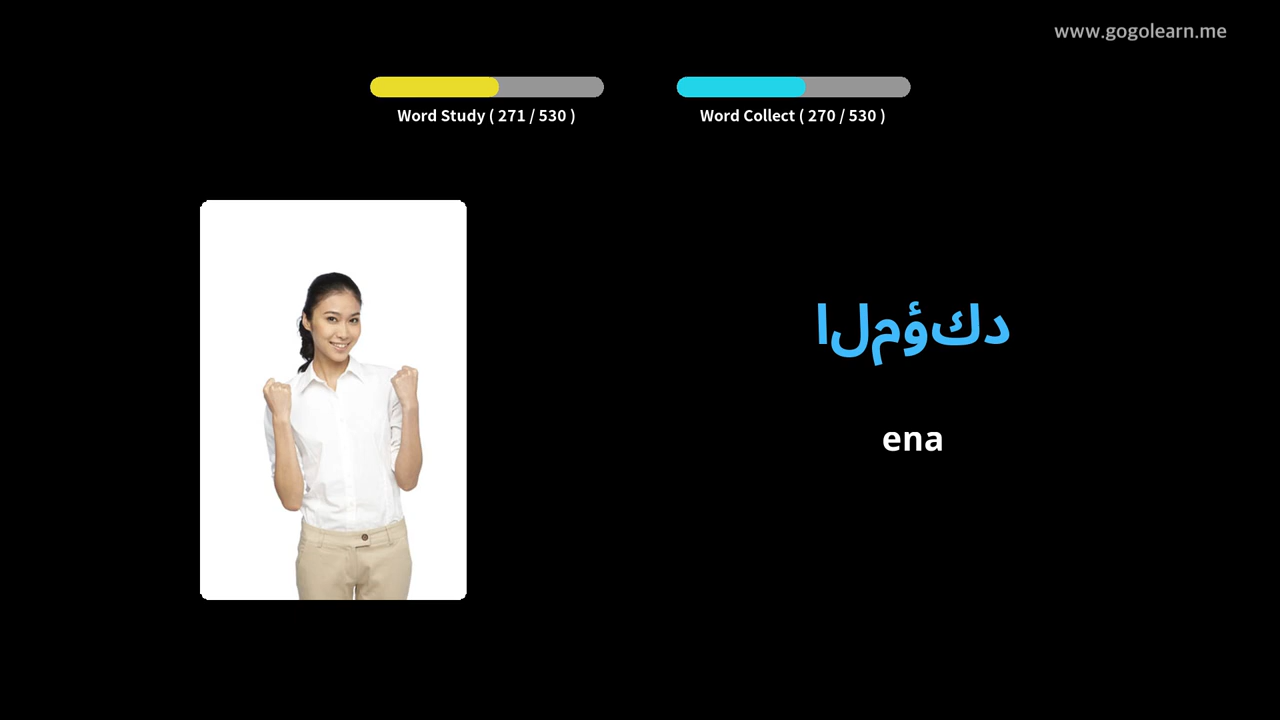 www.gogolearn.me
Word Study ( 271 / 530 )
Word Collect ( 270 / 530 )
المؤكد
ena